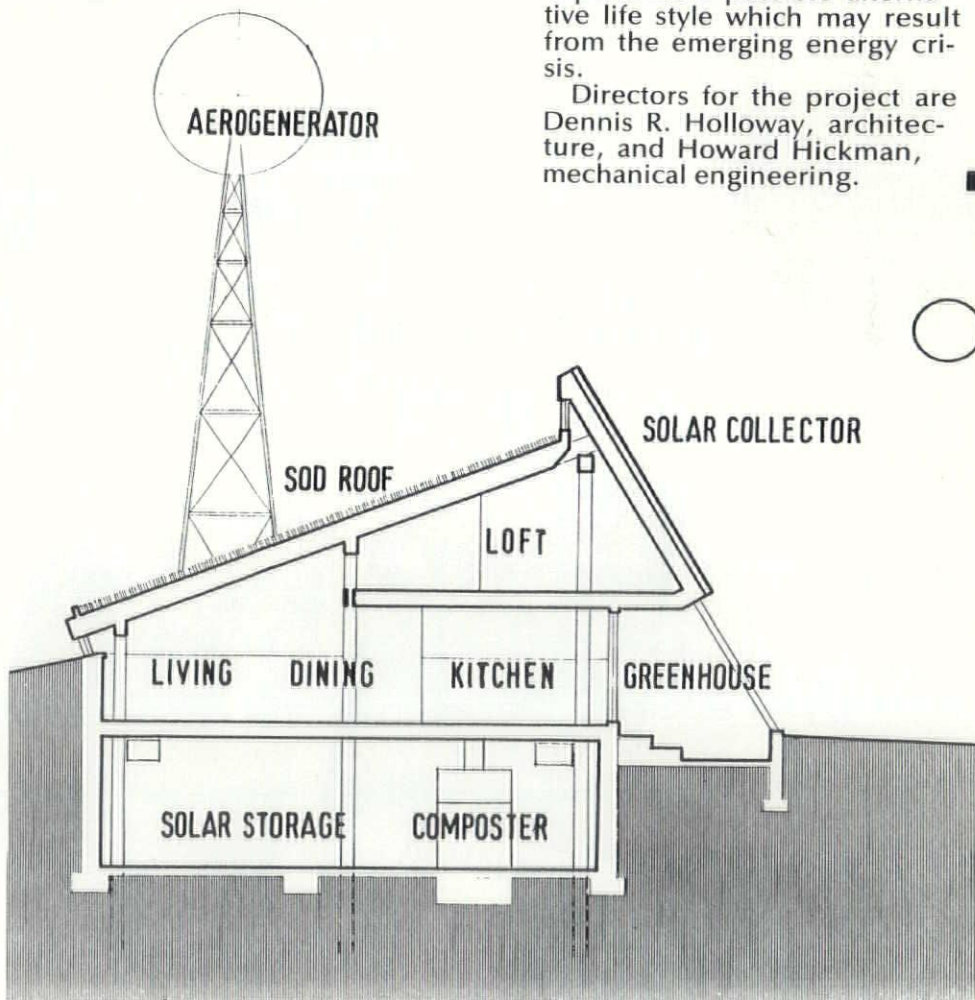 tive life style which may result
from the emerging energy cri-
sis.
Directors for the project are
Dennis R. Holloway, architec-
ture, and Howard Hickman,
mechanical engineering.
AEROGENERATOR
SOLAR COLLECTOR
SOD ROOF
LOFT
LIVING DINING KITCHEN GREENHOUSE
SOLAR STORAGE COMPOSTER